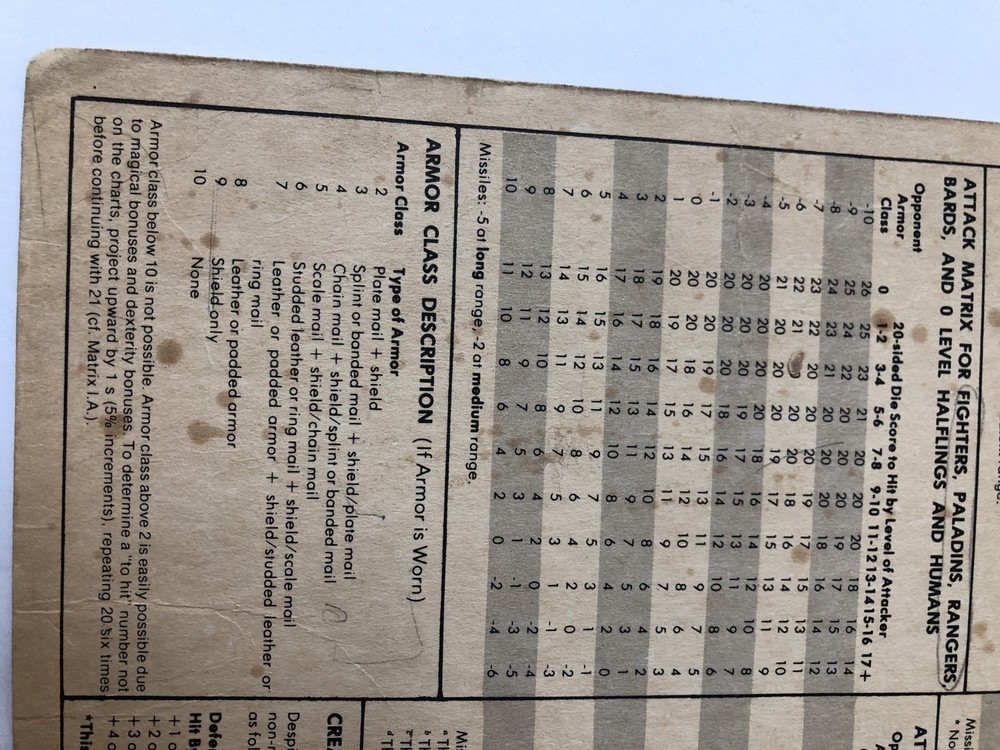 ATTACK MATRIX FOR FIGHTERS, PALADINS, RANGERS,
BARDS, AND 0 LEVEL HALFLINGS AND HUMANS
Opponent
Armor 20-sided Die Score to Hit by Level of Attacker
Class 0 1-2 3-4 5-6 7-8 9-10 11-12 13-14 15-16 17+
-10 26 25 23 21 20 20 20 18 16 14
-9 25 24 22 20 20 20 19 17 15 13
-8 24 23 21 20 20 20 18 16 14 12
-7 23 22 20 20 20 19 17 15 13 11
-6 22 21 20 20 18 16 14 12 10
-5 21 20 20 20 19 17 15 13 11 9
-4 20 20 20 20 18 16 14 12 10 8
-3 20 20 20 19 17 15 13 11 9 7
-2 20 20 20 18 16 14 12 10 8 6
-1 20 20 19 17 15 13 11 9 7 5
0 20 20 18 16 14 12 10 8 6 4
1 20 19 17 15 13 11 9 7 5 3
2 19 18 16 14 12 10 8 6 4 2
3 18 17 15 13 11 9 7 5 3 1
4 17 16 14 12 10 8 6 4 2 0
5 16 15 13 11 9 7 5 3 1 -1
6 15 14 12 10 8 6 4 2 0 -2
7 14 13 11 9 7 5 3 1 -1 -3
8 13 12 10 8 6 4 2 0 -2 -4
9 12 11 9 7 5 3 1 -1 -3 -5
10 11 10 8 6 4 2 0 -2 -4 -6
Missiles: -5 at long range, -2 at medium range.
ARMOR CLASS DESCRIPTION (If Armor is Worn)
Armor Class Type of Armor
2 Plate mail + shield
3 Splint or banded mail + shield/plate mail
4 Chain mail + shield/splint or banded mail
5 Scale mail + shield/chain mail
6 Studded leather or ring mail + shield/scale mail
7 Leather or padded armor + shield/studded leather or
ring mail
8 Leather or padded armor
9 Shield only
10 None
Armor class below 10 is not possible. Armor class above 2 is easily possible due
to magical bonuses and dexterity bonuses. To determine a "to hit" number not
on the charts, project upward by 1 s (5% increments), repeating 20 six times
before continuing with 21 (cf. Matrix I.A.).
Missi
* No
AT
Op
Mi
CREA
Despi
non-
as fol
Defe
Hit B
+1
+2
+3
+4
*Thi